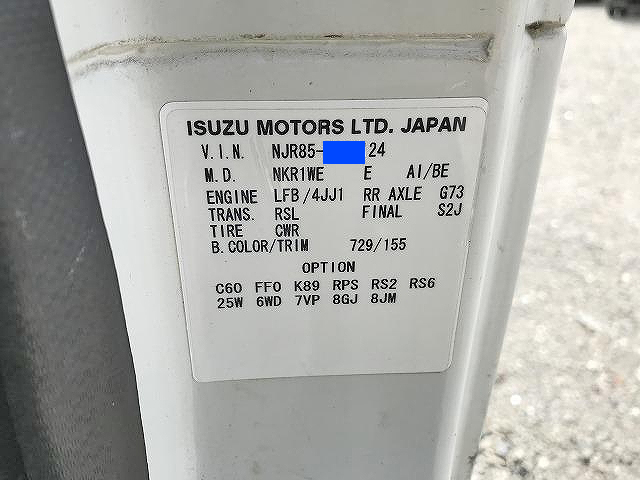 ISUZU MOTORS LTD. JAPAN
V.I.N. NJR85- 24
M.D. NKR1WE E AI/BE
ENGINE LFB/4JJ1 RR AXLE G73
TRANS. RSL FINAL S2J
TIRE CWR
B.COLOR/TRIM 729/155
OPTION
C60 FF0 K89 RPS RS2 RS6
25W 6WD 7VP 8GJ 8JM